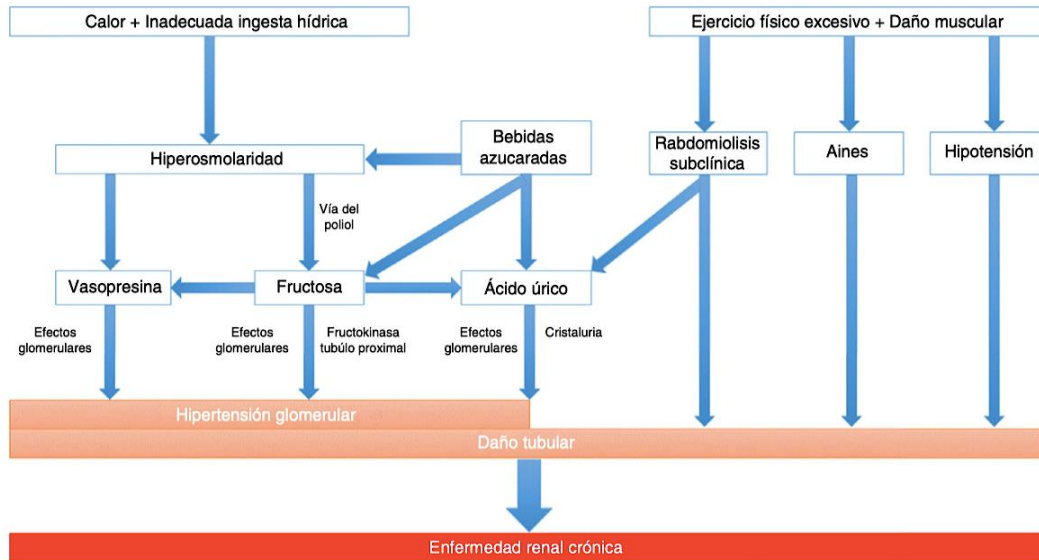 Calor + Inadecuada ingesta hídrica
Ejercicio físico excesivo + Daño muscular
Hiperosmolaridad
Bebidas
azucaradas
Rabdomiolisis
subclínica
Aines
Hipotensión
Vía del
poliol
Vasopresina
Fructosa
Ácido úrico
Efectos
glomerulares
Efectos
glomerulares
Fructokinasa
tubúlo proximal
Efectos
glomerulares
Cristaluria
Hipertensión glomerular
Daño tubular
Enfermedad renal crónica